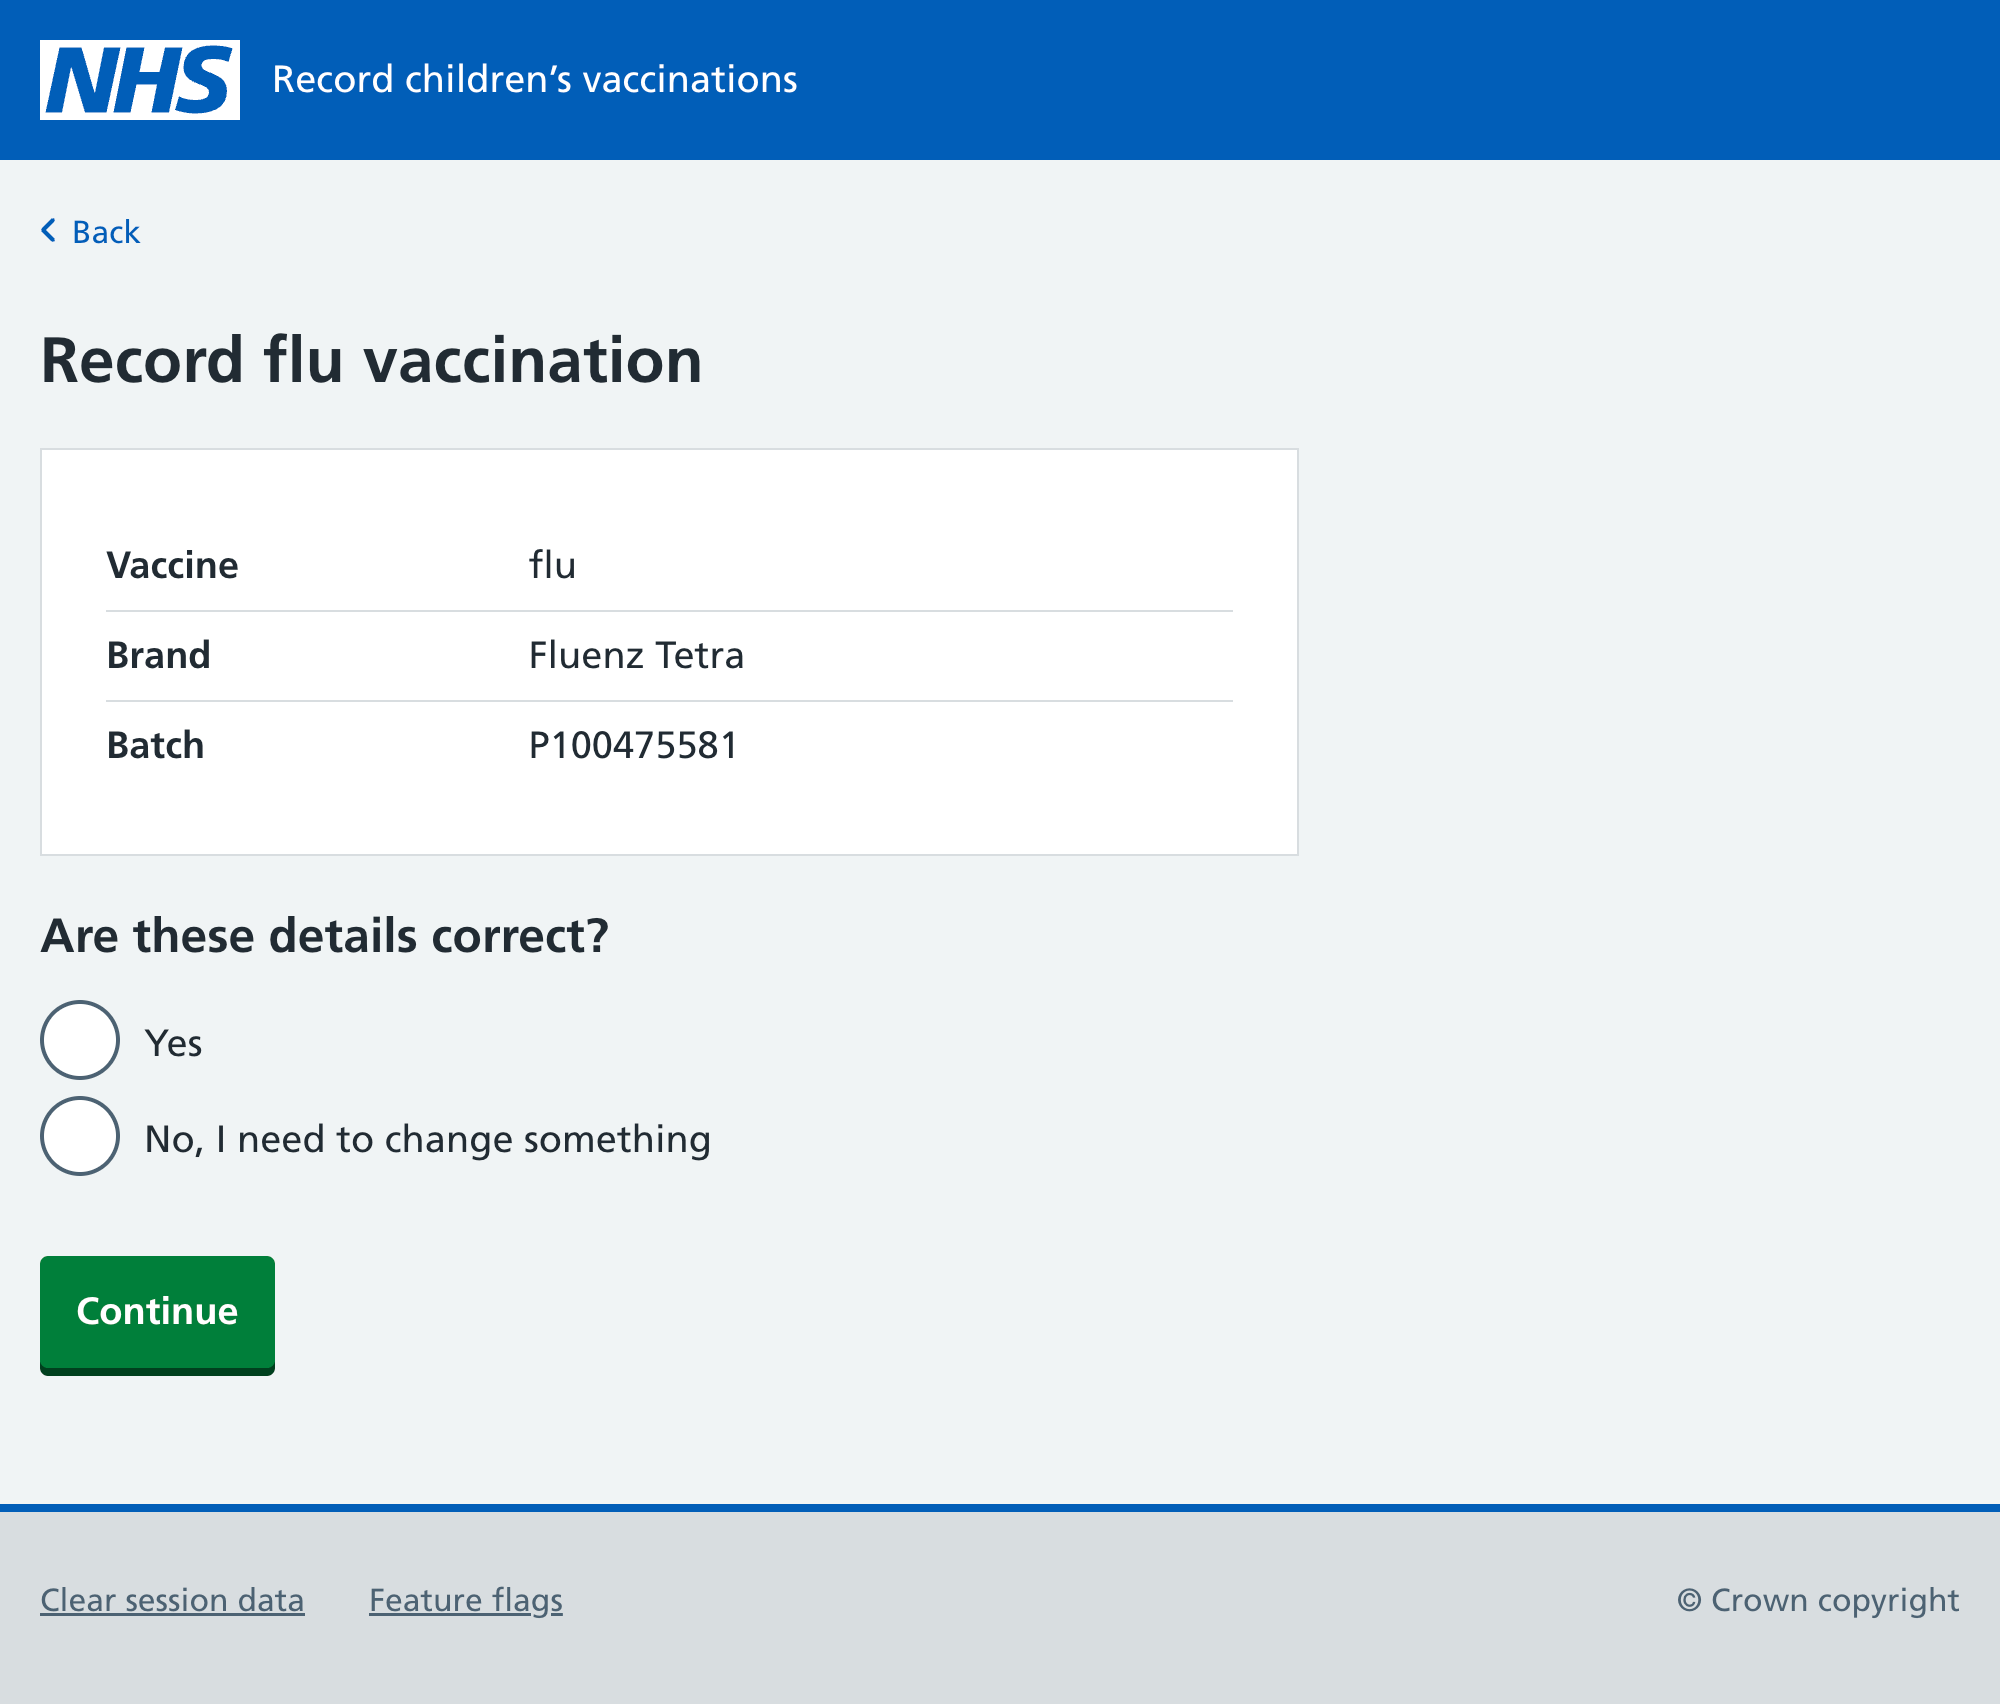 NHS Record children’s vaccinations
Back
Record flu vaccination
Vaccine flu
Brand Fluenz Tetra
Batch P100475581
Are these details correct?
Yes
No, I need to change something
Continue
Clear session data Feature flags © Crown copyright